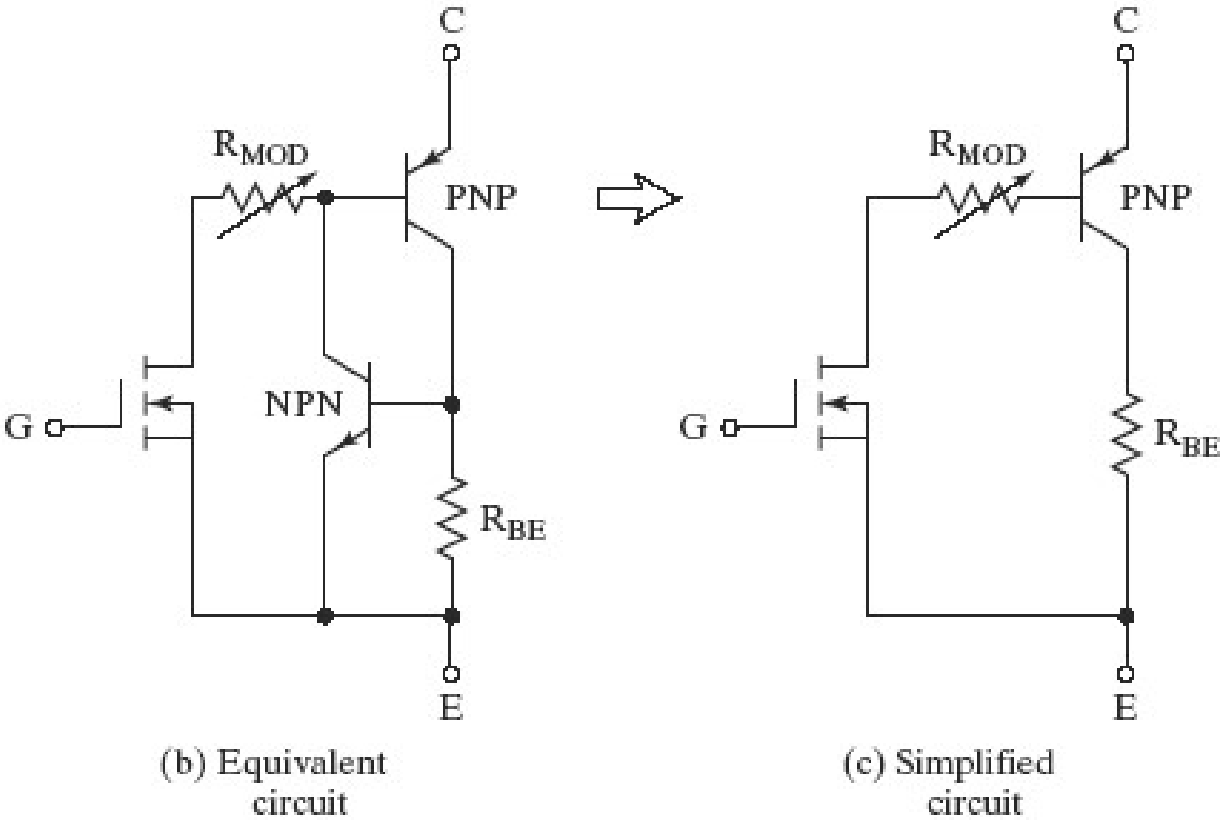 C
C
R_MOD
PNP
R_MOD
PNP
NPN
G
G
R_BE
R_BE
E
E
(b) Equivalent
circuit
(c) Simplified
circuit